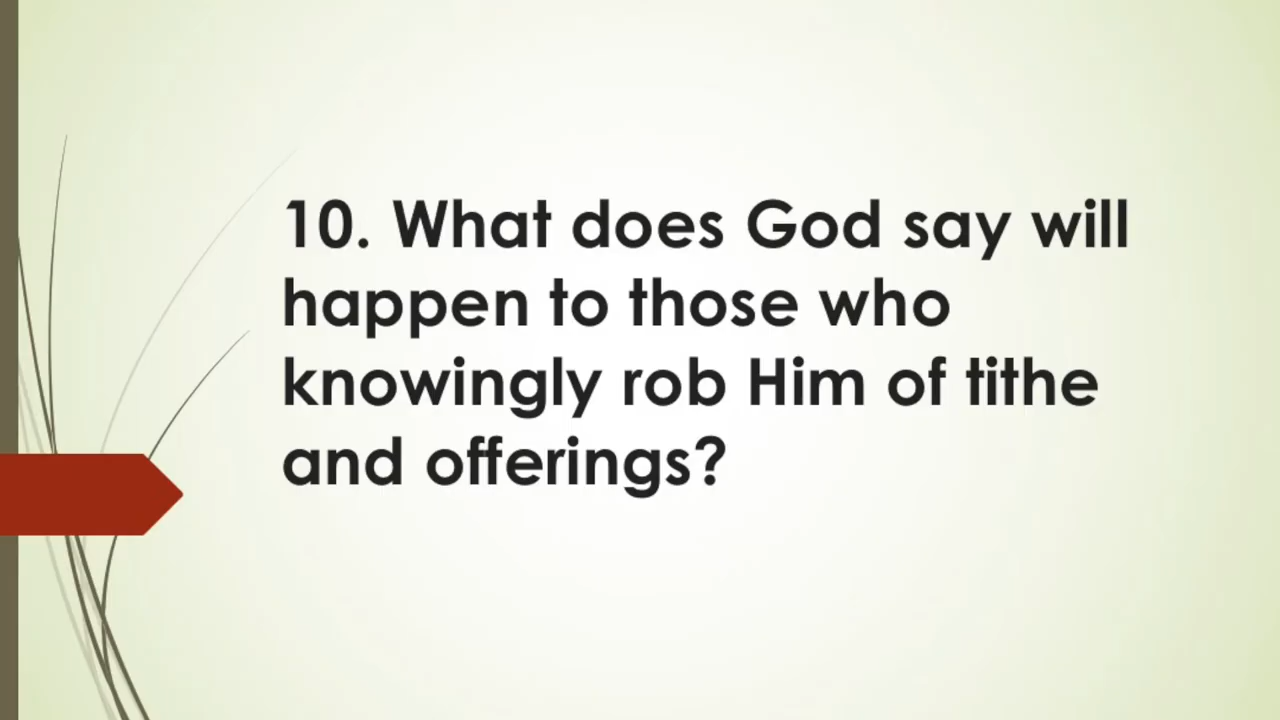 10. What does God say will
happen to those who
knowingly rob Him of tithe
and offerings?